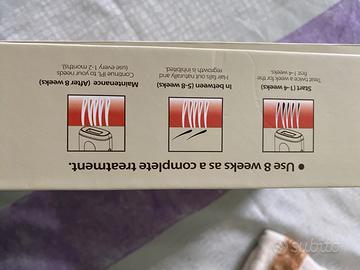 ● Use 8 weeks as a complete treatment.
Start (1-4 weeks)
Treat twice a week for the
first 1-4 weeks.
In between (5-8 weeks)
Hair falls out naturally and
regrowth is inhibited.
Maintenance (After 8 weeks)
Continue IPL to your needs
(use every 1-2 months).
subito